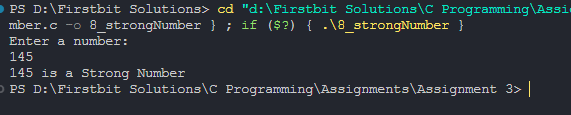 PS D:\Firstbit Solutions> cd "d:\Firstbit Solutions\C Programming\Assi
mber.c -o 8_strongNumber } ; if ($?) { .\8_strongNumber }
Enter a number:
145
145 is a Strong Number
PS D:\Firstbit Solutions\C Programming\Assignments\Assignment 3>